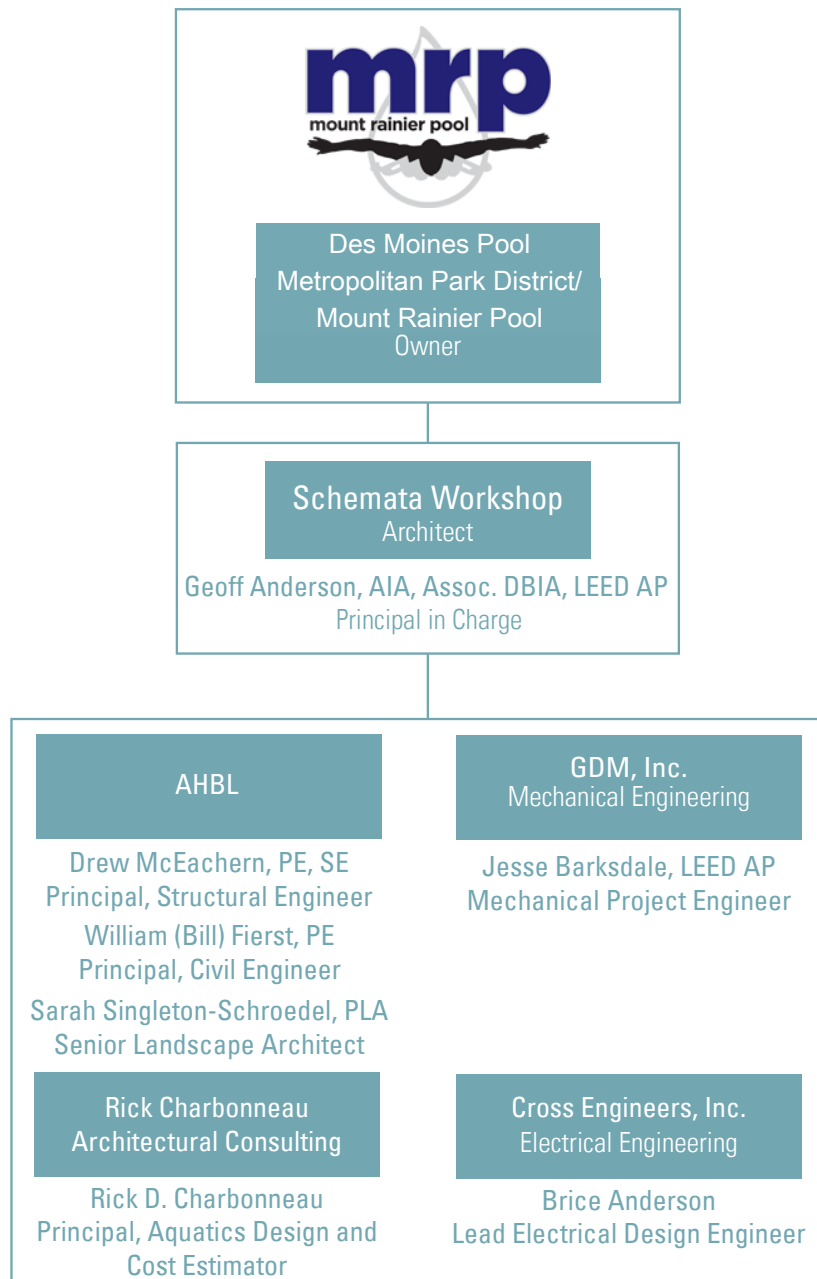 mrp
mount rainier pool
Des Moines Pool
Metropolitan Park District/
Mount Rainier Pool
Owner
Schemata Workshop
Architect
Geoff Anderson, AIA, Assoc. DBIA, LEED AP
Principal in Charge
AHBL
Drew McEachern, PE, SE
Principal, Structural Engineer
William (Bill) Fierst, PE
Principal, Civil Engineer
Sarah Singleton-Schroedel, PLA
Senior Landscape Architect
GDM, Inc.
Mechanical Engineering
Jesse Barksdale, LEED AP
Mechanical Project Engineer
Rick Charbonneau
Architectural Consulting
Rick D. Charbonneau
Principal, Aquatics Design and
Cost Estimator
Cross Engineers, Inc.
Electrical Engineering
Brice Anderson
Lead Electrical Design Engineer